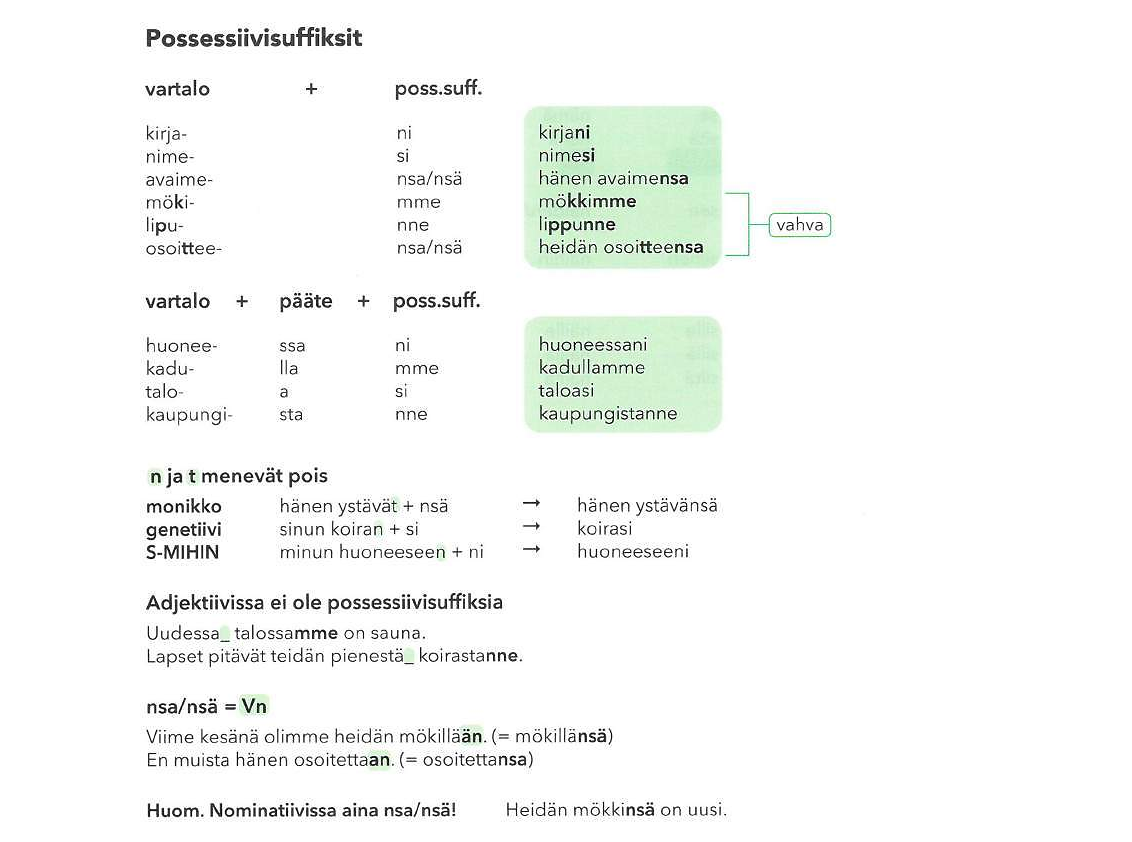 Possessiivisuffiksit
vartalo + poss.suff.
kirja- ni kirjani
nime- si nimesi
avaime- nsa/nsä hänen avaimensa
möki- mme mökkimme
lipu- nne lippunne
osoittee- nsa/nsä heidän osoitteensa
vahva
vartalo + pääte + poss.suff.
huonee- ssa ni huoneessani
kadu- lla mme kadullamme
talo- a si taloasi
kaupungi- sta nne kaupungistanne
n ja t menevät pois
monikko hänen ystävät + nsä → hänen ystävänsä
genetiivi sinun koiran + si → koirasi
S-MIHIN minun huoneeseen + ni → huoneeseeni
Adjektiivissa ei ole possessiivisuffiksia
Uudessa_ talossamme on sauna.
Lapset pitävät teidän pienestä_ koirastanne.
nsa/nsä = Vn
Viime kesänä olimme heidän mökillään. (= mökillänsä)
En muista hänen osoitettaan. (= osoitettansa)
Huom. Nominatiivissa aina nsa/nsä! Heidän mökkinsä on uusi.